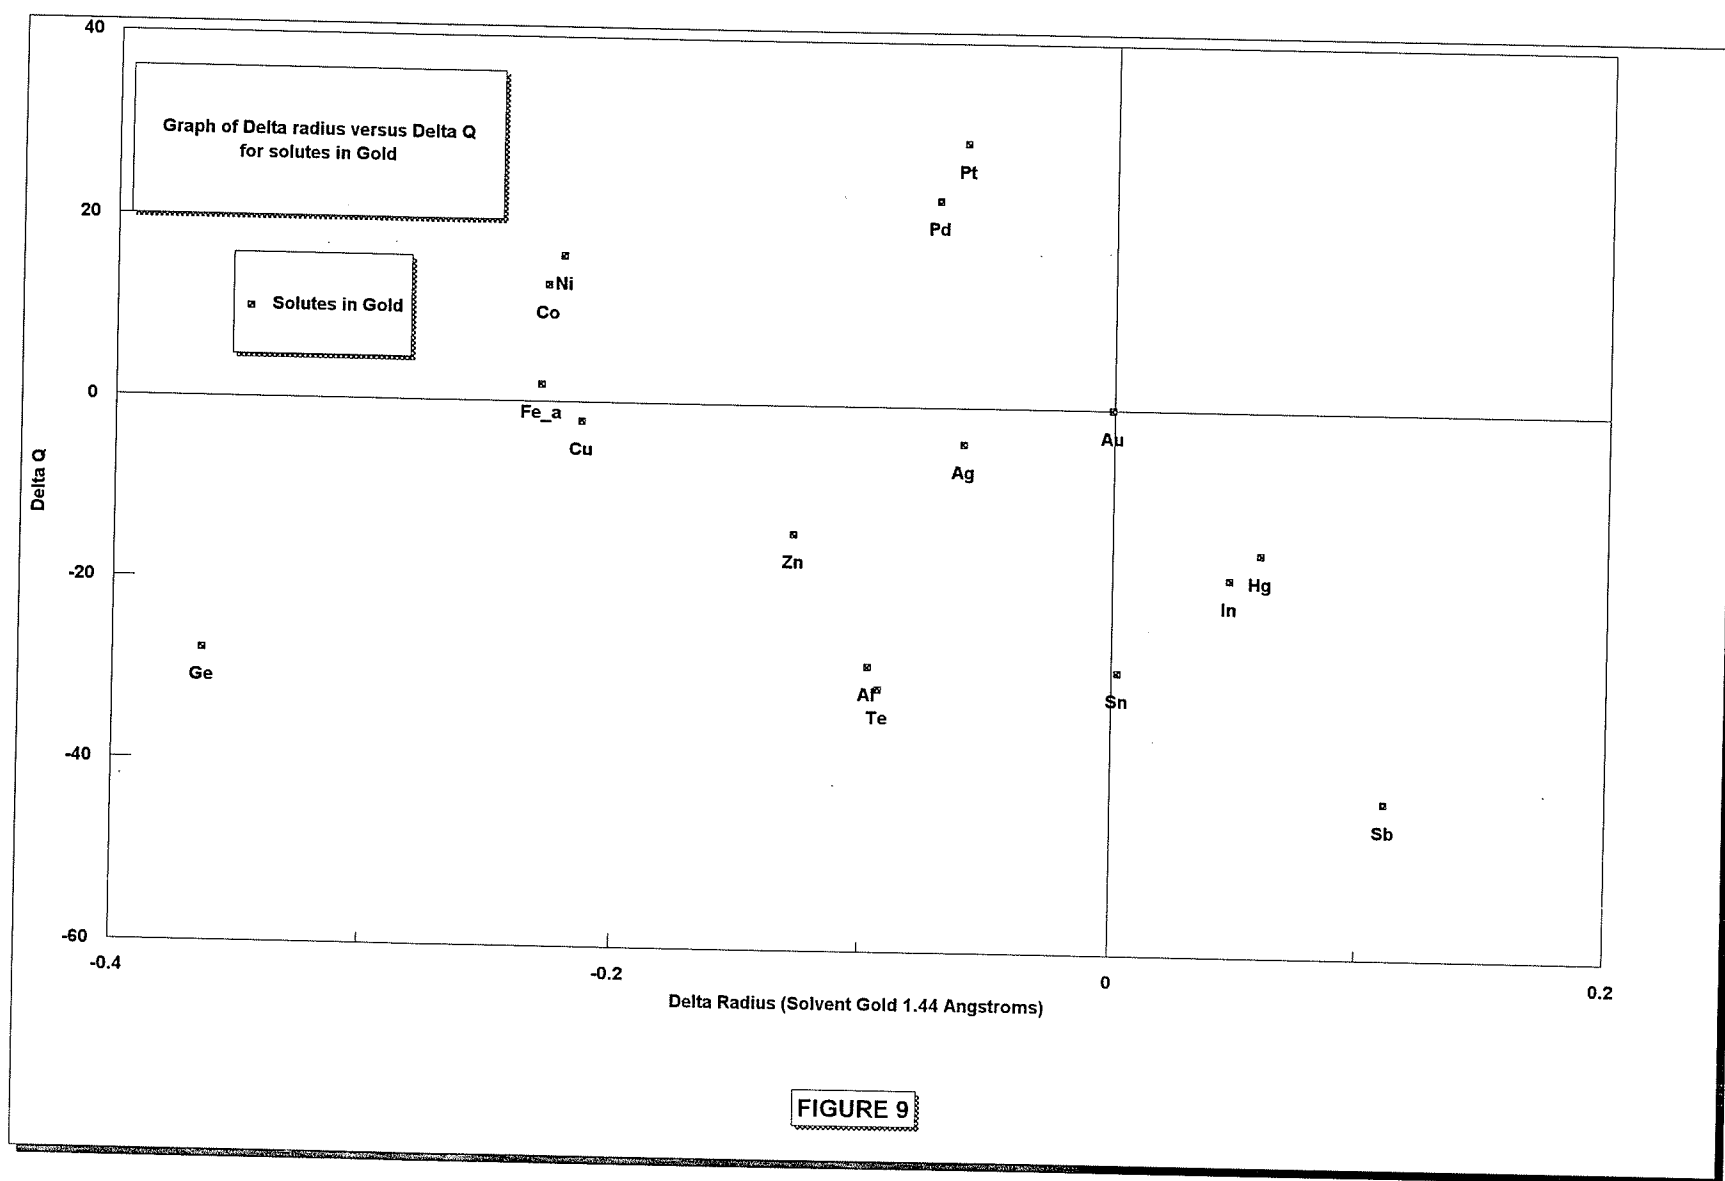 40
Graph of Delta radius versus Delta Q
for solutes in Gold
Pt
20
Pd
Ni
Solutes in Gold
Co
0
Fe_a
Au
Cu
Ag
Delta Q
Zn
-20
Hg
In
Ge
Al
Sn
Te
-40
Sb
-60
-0.4
-0.2
0
0.2
Delta Radius (Solvent Gold 1.44 Angstroms)
FIGURE 9